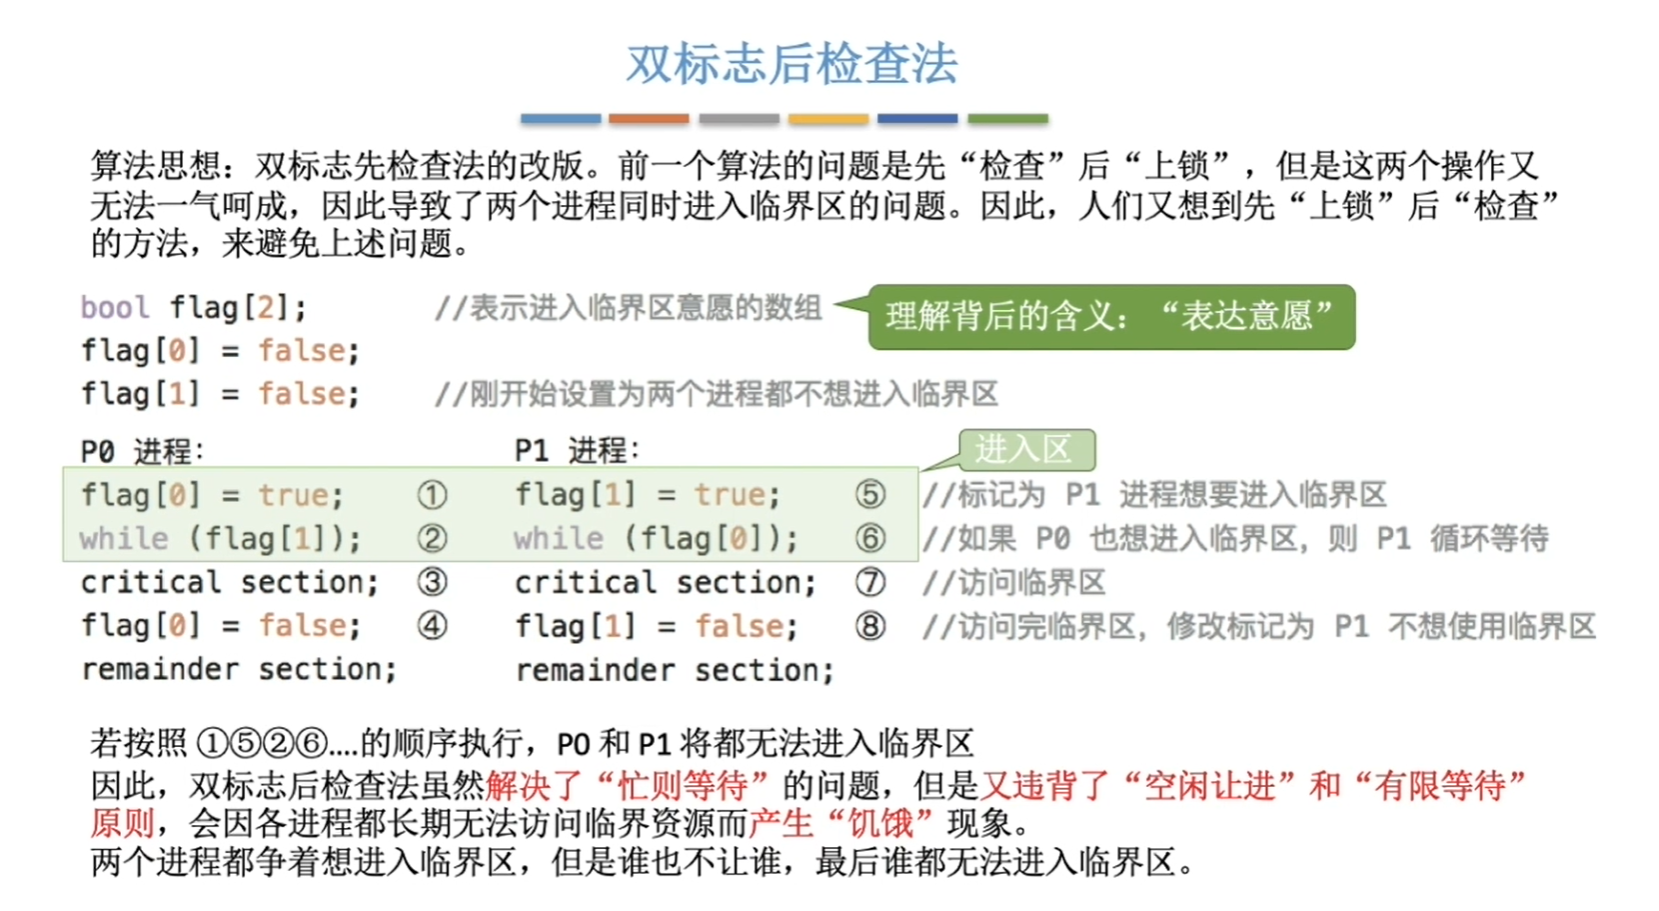 双标志后检查法
算法思想：双标志先检查法的改版。前一个算法的问题是先“检查”后“上锁”，但是这两个操作又
无法一气呵成，因此导致了两个进程同时进入临界区的问题。因此，人们又想到先“上锁”后“检查”
的方法，来避免上述问题。
bool flag[2]; //表示进入临界区意愿的数组
理解背后的含义：“表达意愿”
flag[0] = false;
flag[1] = false; //刚开始设置为两个进程都不想进入临界区
P0 进程： P1 进程：
进入区
flag[0] = true; ① flag[1] = true; ⑤ //标记为 P1 进程想要进入临界区
while (flag[1]); ② while (flag[0]); ⑥ //如果 P0 也想进入临界区，则 P1 循环等待
critical section; ③ critical section; ⑦ //访问临界区
flag[0] = false; ④ flag[1] = false; ⑧ //访问完临界区，修改标记为 P1 不想使用临界区
remainder section; remainder section;
若按照 ①⑤②⑥....的顺序执行，P0 和 P1 将都无法进入临界区
因此，双标志后检查法虽然解决了“忙则等待”的问题，但是又违背了“空闲让进”和“有限等待”
原则，会因各进程都长期无法访问临界资源而产生“饥饿”现象。
两个进程都争着想进入临界区，但是谁也不让谁，最后谁都无法进入临界区。